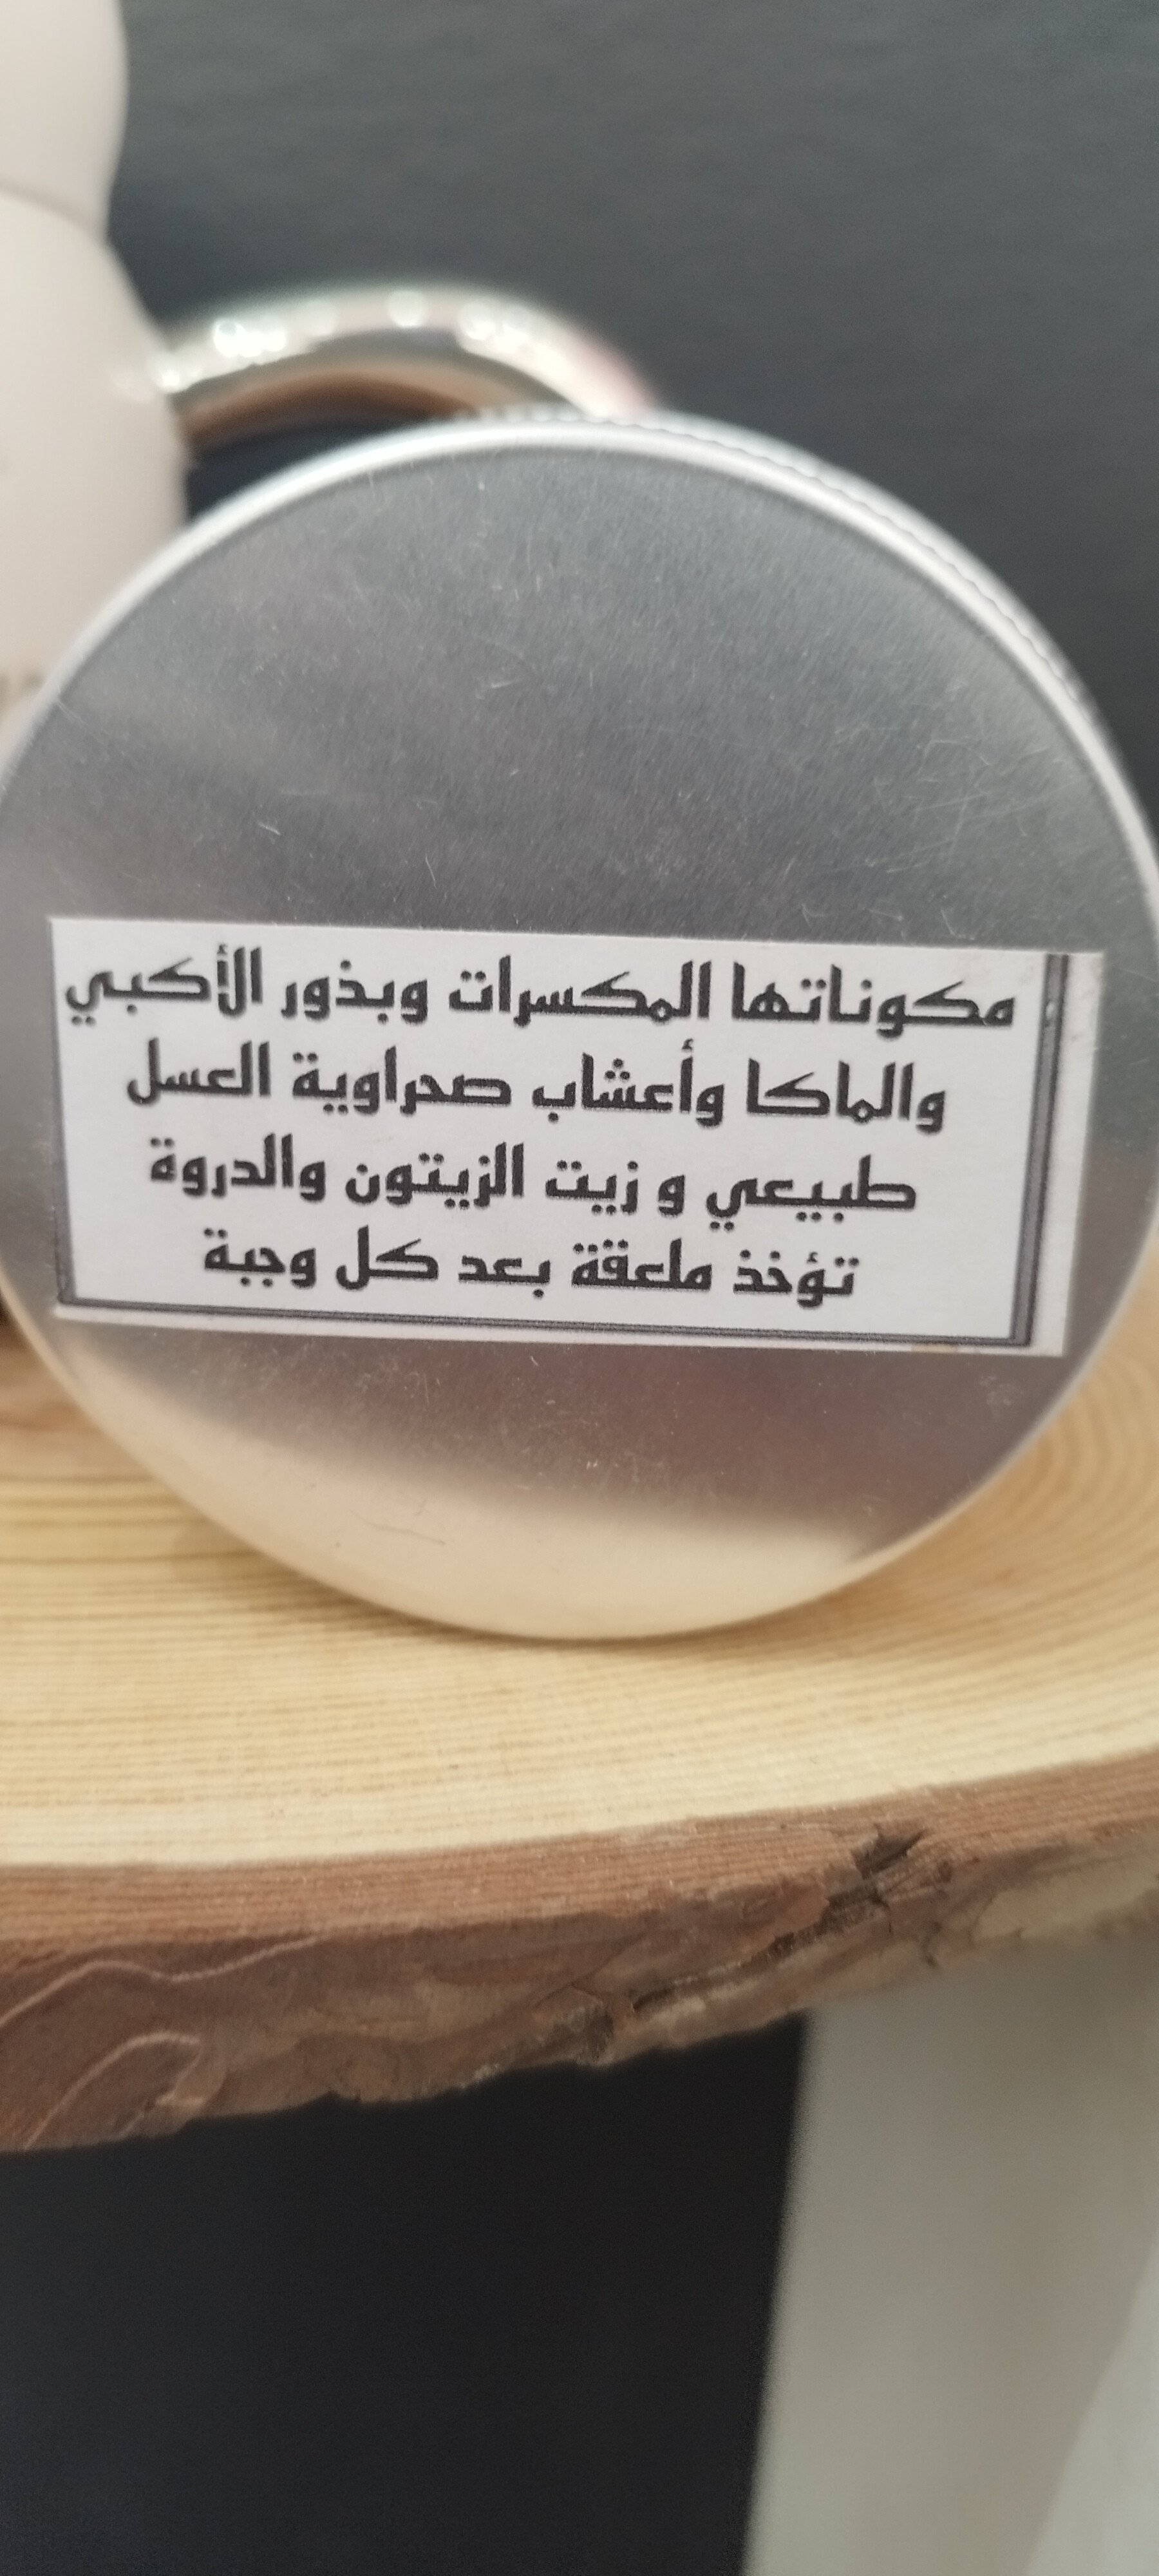 مكوناتها المكسرات وبذور الأكبي
والماكا وأعشاب صحراوية العسل
طبيعي و زيت الزيتون والدروة
تؤخذ ملعقة بعد كل وجبة